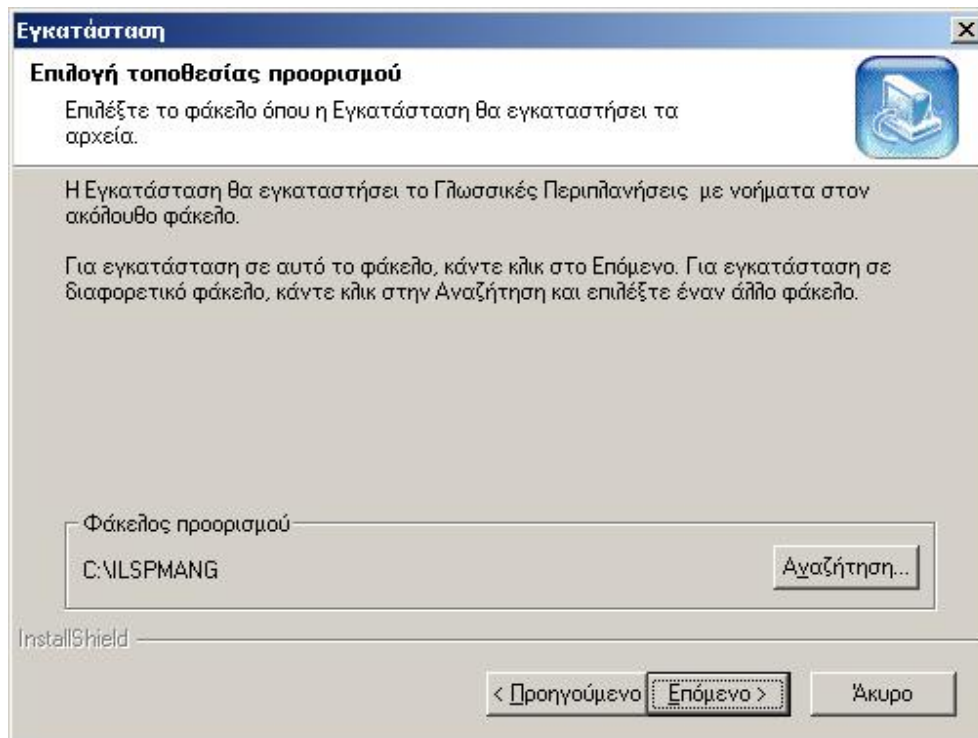 Εγκατάσταση
Επιλογή τοποθεσίας προορισμού
Επιλέξτε το φάκελο όπου η Εγκατάσταση θα εγκαταστήσει τα
αρχεία.
Η Εγκατάσταση θα εγκαταστήσει το Γλωσσικές Περιπλανήσεις  με νοήματα στον
ακόλουθο φάκελο.
Για εγκατάσταση σε αυτό το φάκελο, κάντε κλικ στο Επόμενο. Για εγκατάσταση σε
διαφορετικό φάκελο, κάντε κλικ στην Αναζήτηση και επιλέξτε έναν άλλο φάκελο.
Φάκελος προορισμού
C:\ILSPMANG
Αναζήτηση...
InstallShield
< Προηγούμενο Επόμενο > Άκυρο